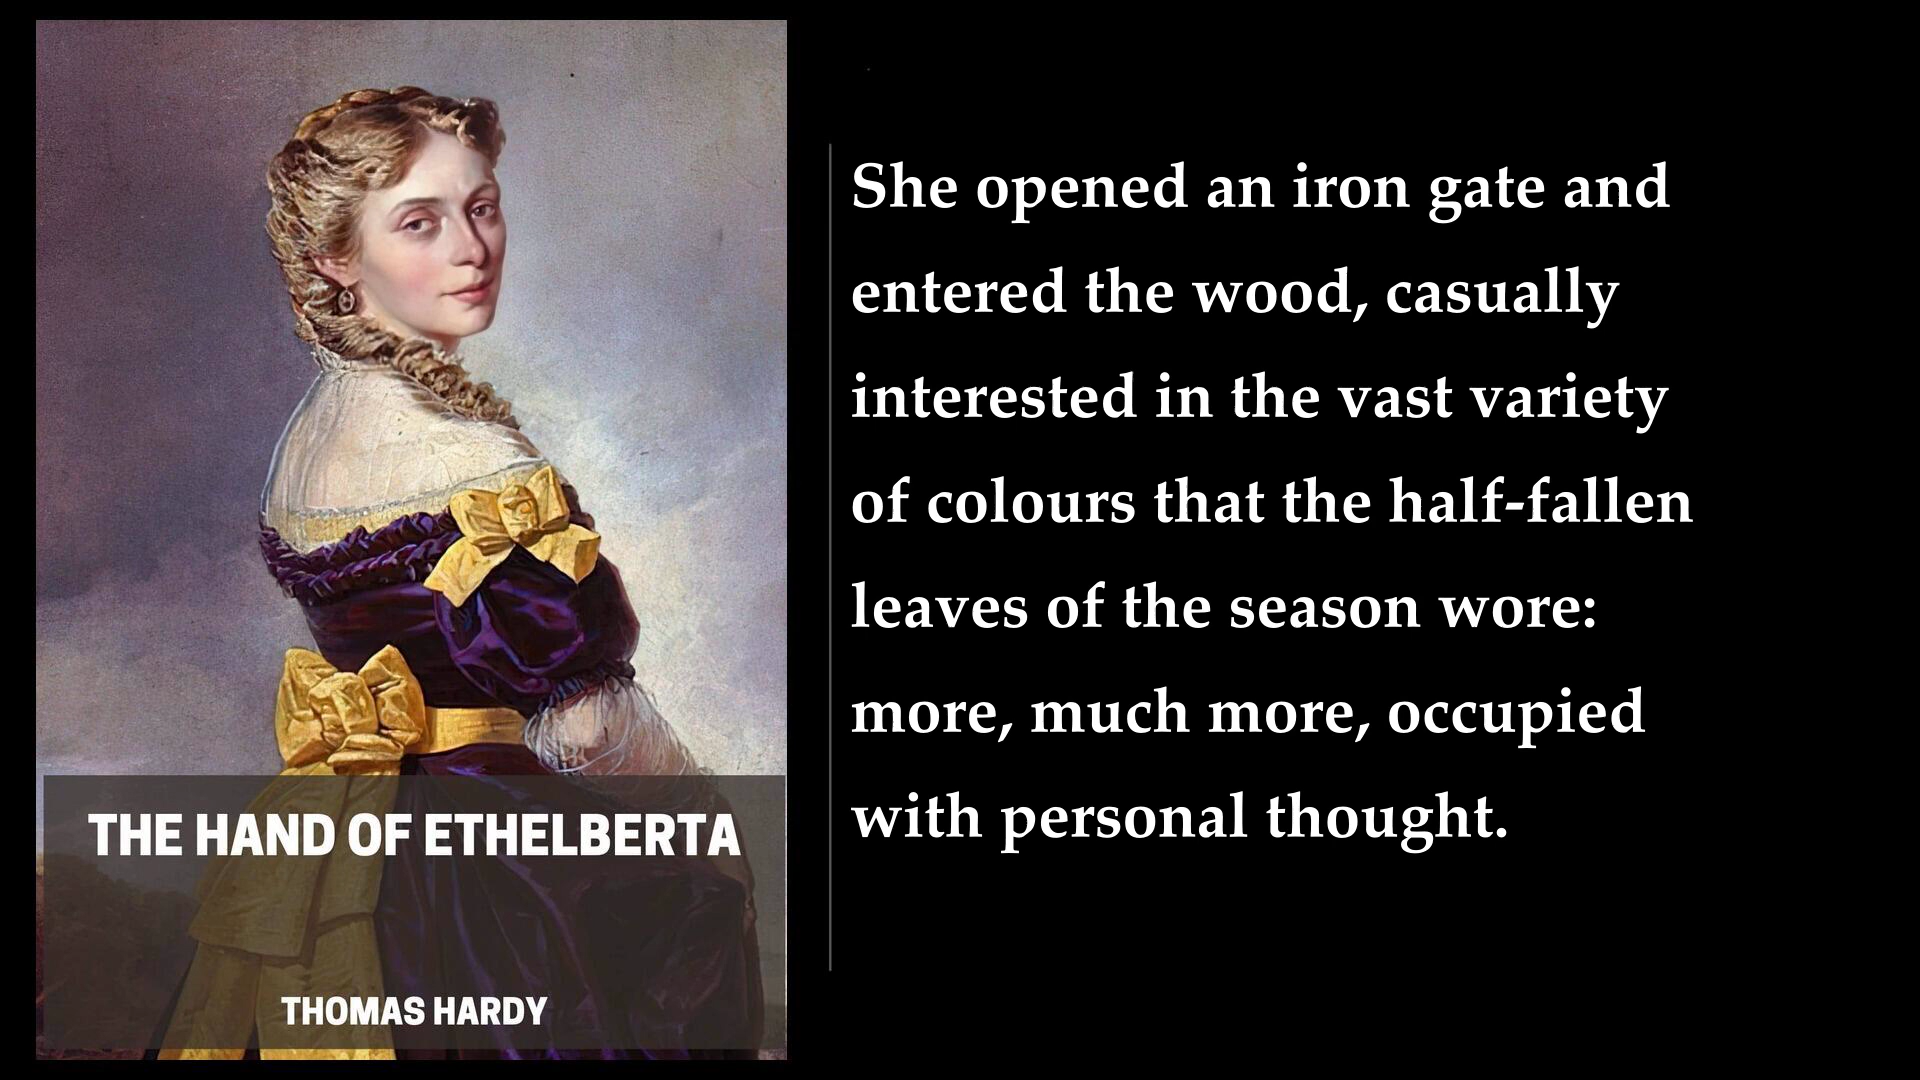 THE HAND OF ETHELBERTA
THOMAS HARDY
She opened an iron gate and
entered the wood, casually
interested in the vast variety
of colours that the half-fallen
leaves of the season wore:
more, much more, occupied
with personal thought.